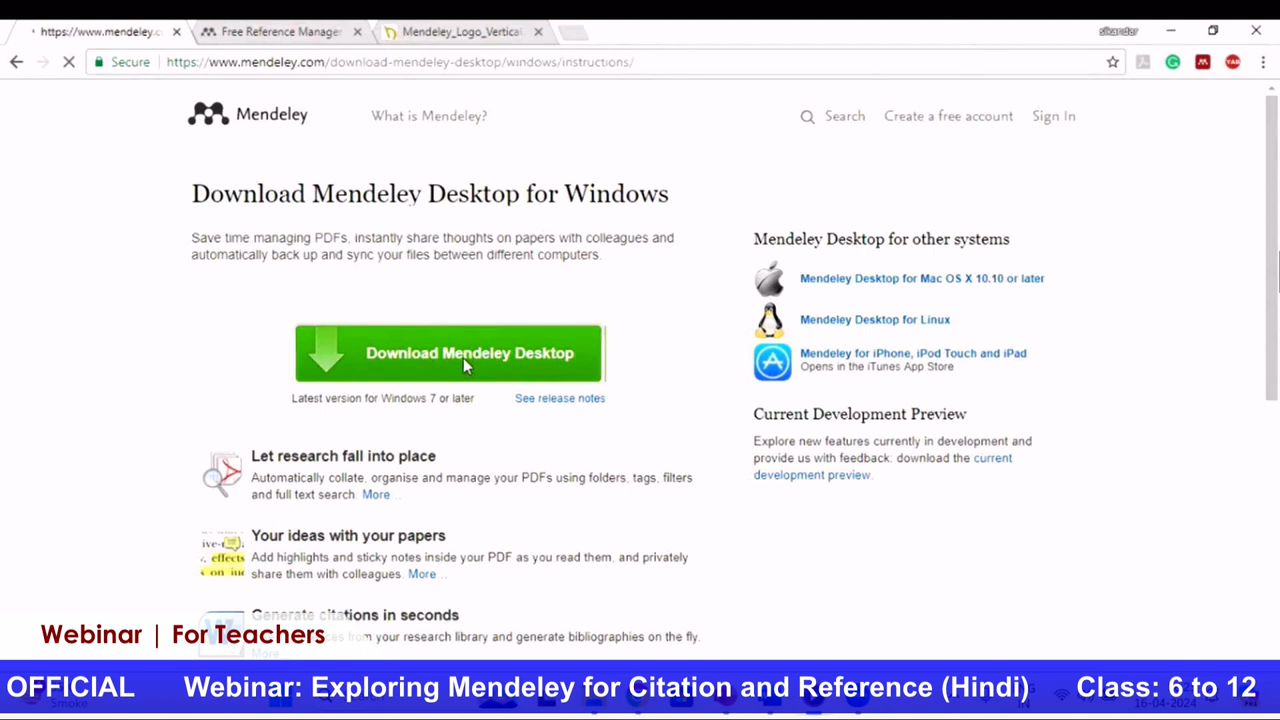 https://www.mendeley.c
Free Reference Manager
Mendeley_Logo_Vertical
sikandar
Secure
https://www.mendeley.com/download-mendeley-desktop/windows/instructions/
Mendeley
What is Mendeley?
Search
Create a free account
Sign In
Download Mendeley Desktop for Windows
Save time managing PDFs, instantly share thoughts on papers with colleagues and
automatically back up and sync your files between different computers.
Download Mendeley Desktop
Latest version for Windows 7 or later
See release notes
Let research fall into place
Automatically collate, organise and manage your PDFs using folders, tags, filters
and full text search. More ...
Your ideas with your papers
Add highlights and sticky notes inside your PDF as you read them, and privately
share them with colleagues. More ...
Generate citations in seconds
from your research library and generate bibliographies on the fly.
More
Mendeley Desktop for other systems
Mendeley Desktop for Mac OS X 10.10 or later
Mendeley Desktop for Linux
Mendeley for iPhone, iPod Touch and iPad
Opens in the iTunes App Store
Current Development Preview
Explore new features currently in development and
provide us with feedback: download the current
development preview.
Webinar | For Teachers
OFFICIAL Webinar: Exploring Mendeley for Citation and Reference (Hindi) Class: 6 to 12
Smoke
16-04-2024